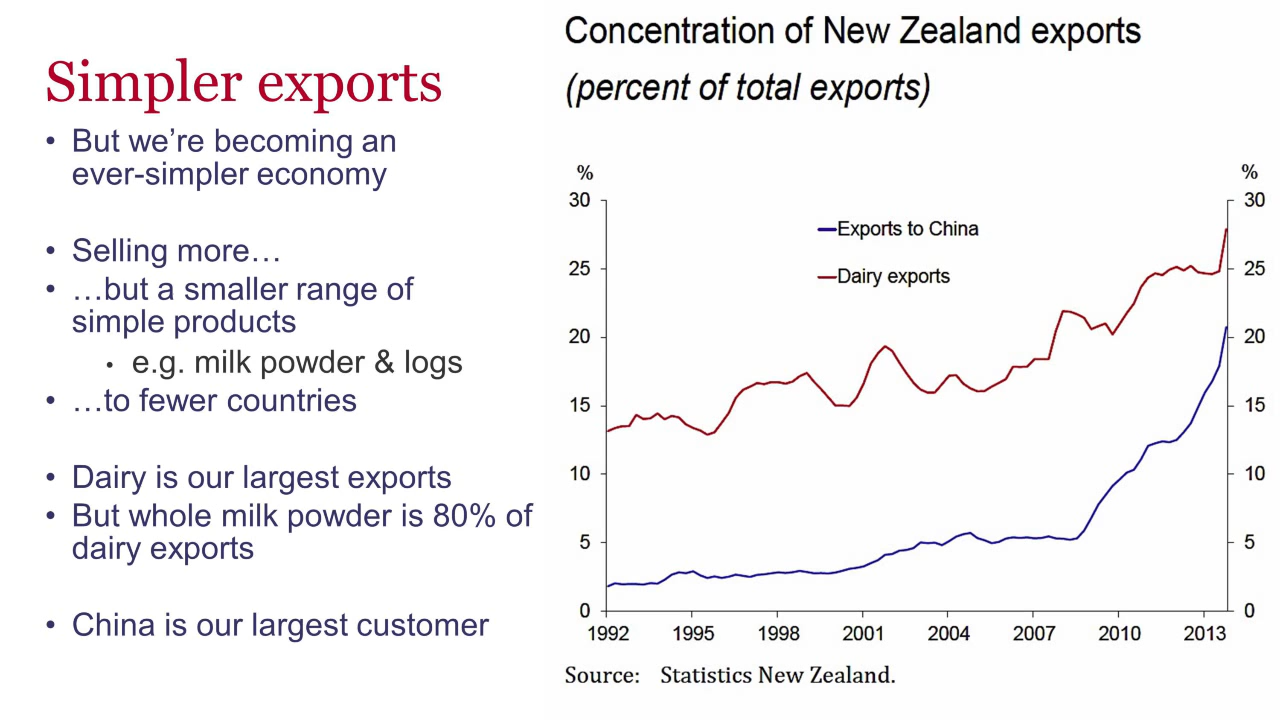 Simpler exports
• But we're becoming an
ever-simpler economy
• Selling more…
• …but a smaller range of
simple products
• e.g. milk powder & logs
• …to fewer countries
• Dairy is our largest exports
• But whole milk powder is 80% of
dairy exports
• China is our largest customer
Concentration of New Zealand exports
(percent of total exports)
% %
30 30
25 25
20 20
15 15
10 10
5 5
0 0
Exports to China
Dairy exports
1992 1995 1998 2001 2004 2007 2010 2013
Source: Statistics New Zealand.